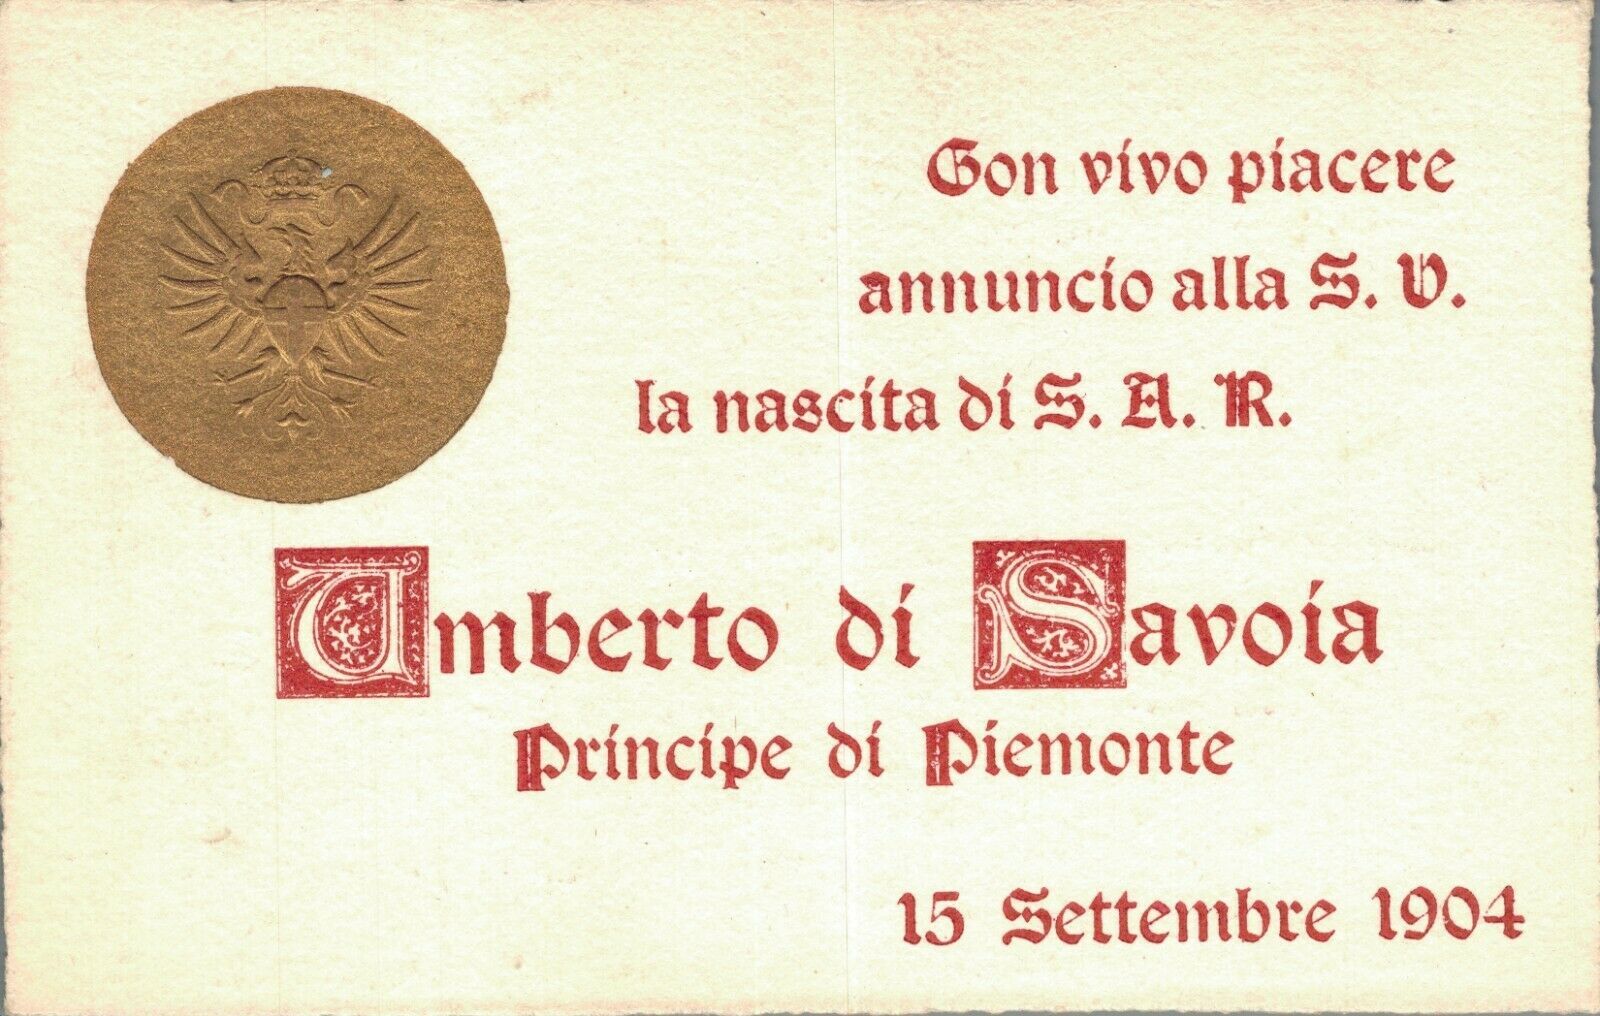 Con vivo piacere
annuncio alla S. V.
la nascita di S. A. R.
Umberto di Savoia
Principe di Piemonte
15 Settembre 1904